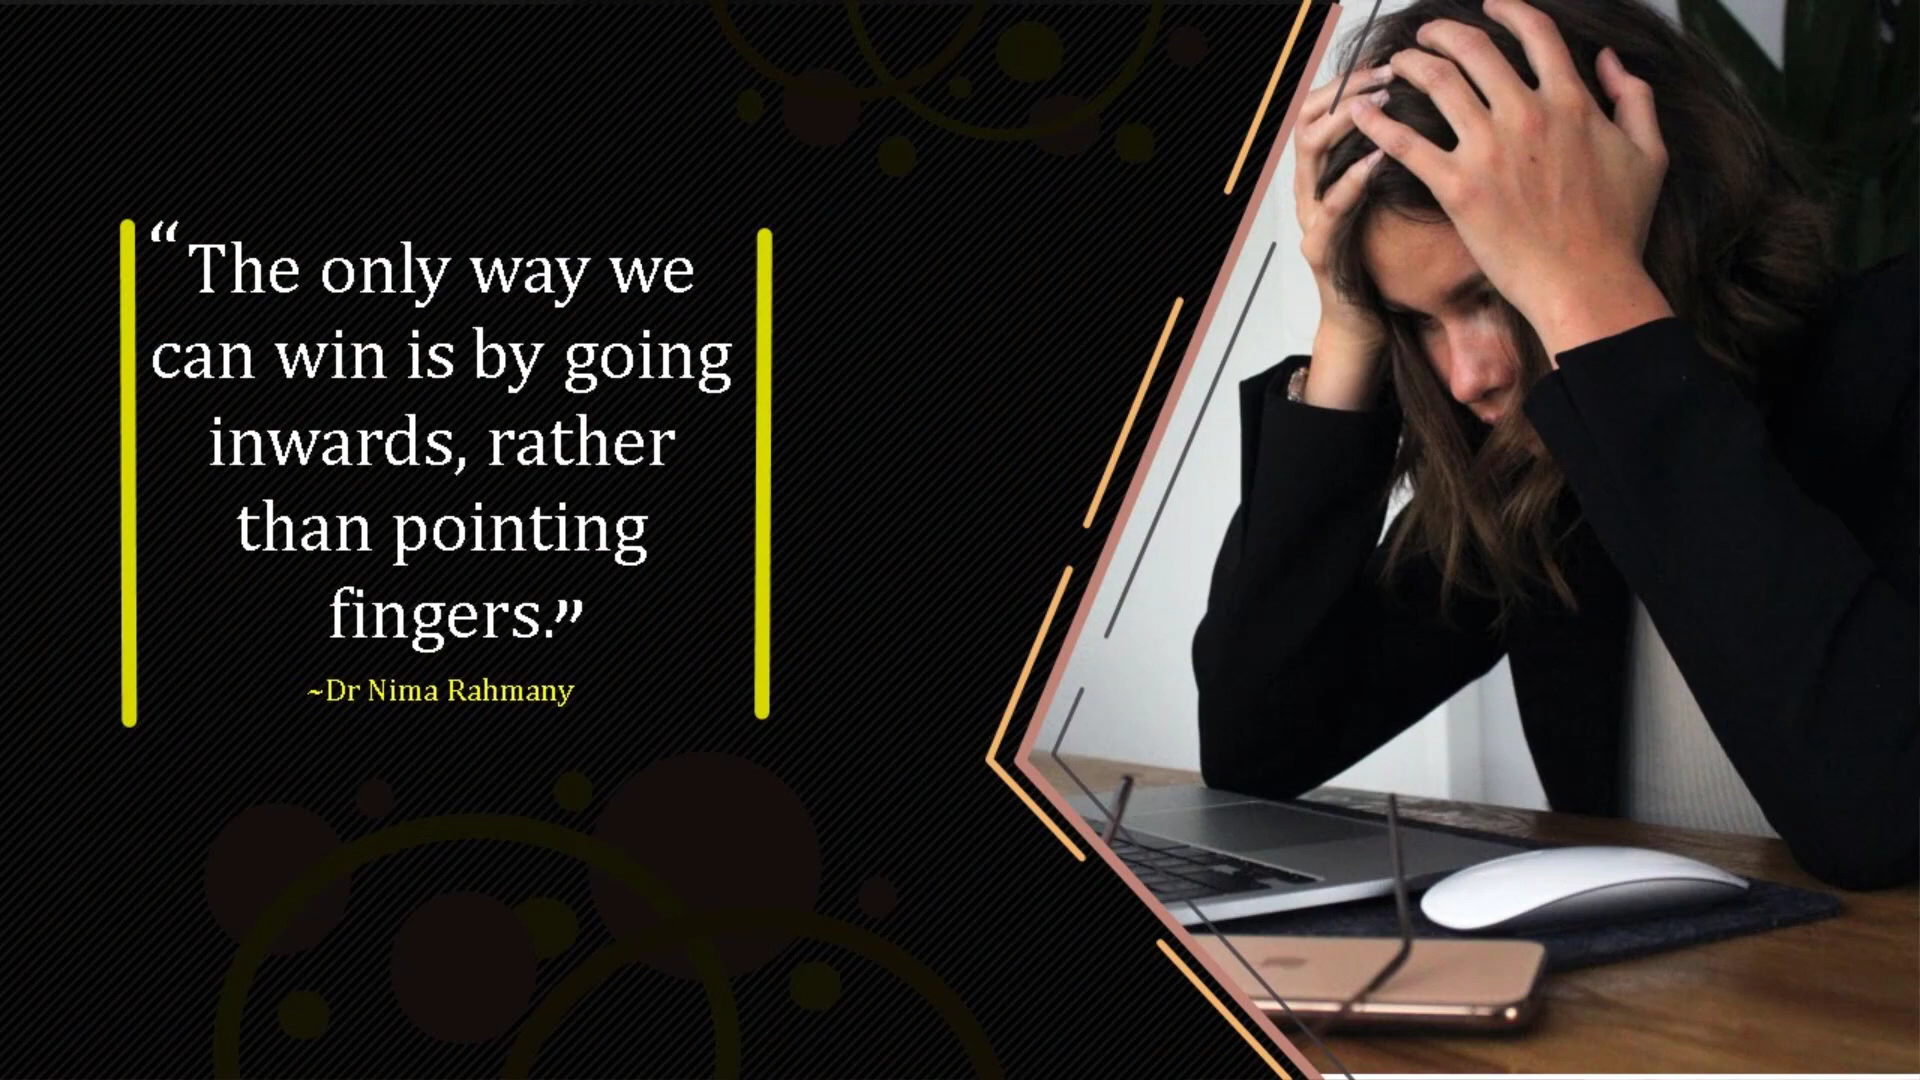 “The only way we
can win is by going
inwards, rather
than pointing
fingers.”
~Dr Nima Rahmany